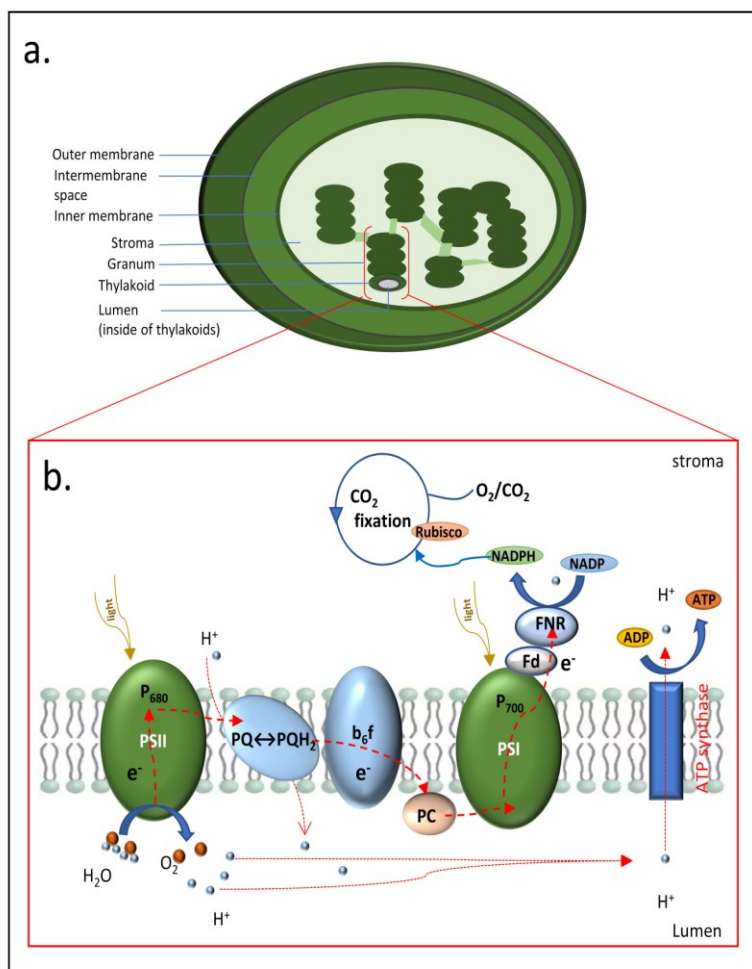 a.
Outer membrane
Intermembrane
space
Inner membrane
Stroma
Granum
Thylakoid
Lumen
(inside of thylakoids)
b.
stroma
CO2
fixation
O2/CO2
Rubisco
NADPH
NADP
light
H+
light
FNR
Fd
e-
H+
ATP
ADP
P680
PSII
e-
PQ↔PQH2
b6f
e-
P700
PSI
PC
ATP synthase
H2O
O2
H+
H+
Lumen